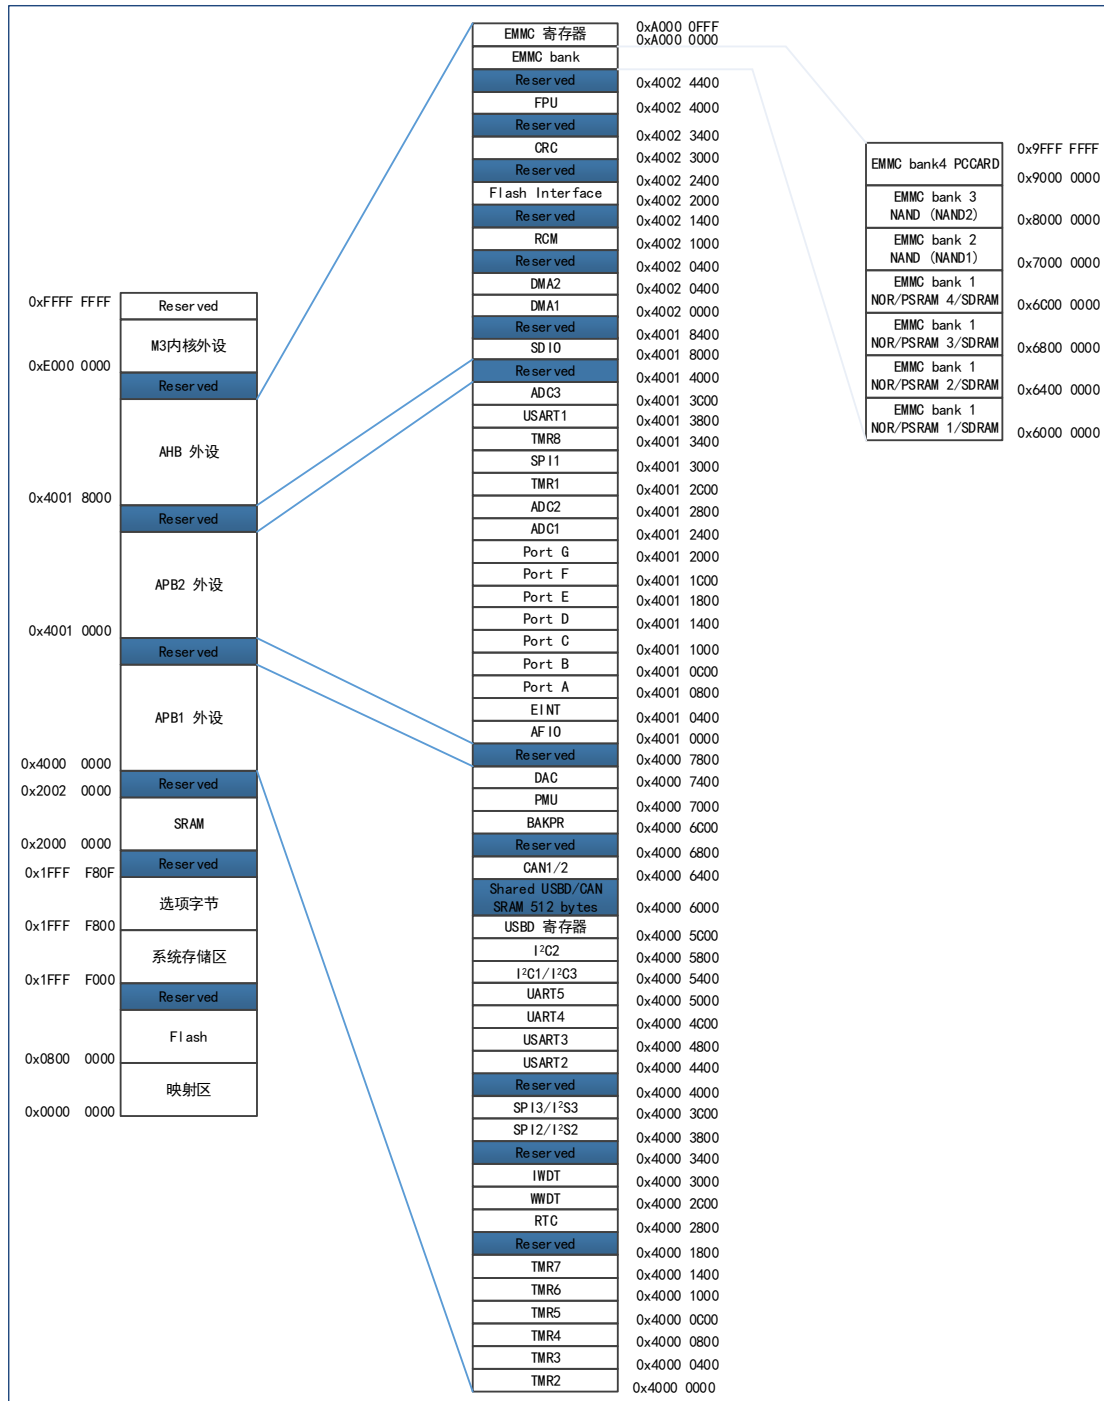 0xFFFF FFFF
Reserved
M3内核外设
0xE000 0000
Reserved
AHB 外设
0x4001 8000
Reserved
APB2 外设
0x4001 0000
Reserved
APB1 外设
0x4000 0000
Reserved
0x2002 0000
SRAM
0x2000 0000
Reserved
0x1FFF F80F
选项字节
0x1FFF F800
系统存储区
0x1FFF F000
Reserved
Flash
0x0800 0000
映射区
0x0000 0000
EMMC 寄存器
0xA000 0FFF
0xA000 0000
EMMC bank
Reserved
0x4002 4400
FPU
0x4002 4000
Reserved
0x4002 3400
CRC
0x4002 3000
Reserved
0x4002 2400
Flash Interface
0x4002 2000
Reserved
0x4002 1400
RCM
0x4002 1000
Reserved
0x4002 0400
DMA2
0x4002 0400
DMA1
0x4002 0000
Reserved
0x4001 8400
SDIO
0x4001 8000
Reserved
0x4001 4000
ADC3
0x4001 3C00
USART1
0x4001 3800
TMR8
0x4001 3400
SPI1
0x4001 3000
TMR1
0x4001 2C00
ADC2
0x4001 2800
ADC1
0x4001 2400
Port G
0x4001 2000
Port F
0x4001 1C00
Port E
0x4001 1800
Port D
0x4001 1400
Port C
0x4001 1000
Port B
0x4001 0C00
Port A
0x4001 0800
EINT
0x4001 0400
AFIO
0x4001 0000
Reserved
0x4000 7800
DAC
0x4000 7400
PMU
0x4000 7000
BAKPR
0x4000 6C00
Reserved
0x4000 6800
CAN1/2
0x4000 6400
Shared USBD/CAN
SRAM 512 bytes
0x4000 6000
USBD 寄存器
0x4000 5C00
I²C2
0x4000 5800
I²C1/I²C3
0x4000 5400
UART5
0x4000 5000
UART4
0x4000 4C00
USART3
0x4000 4800
USART2
0x4000 4400
Reserved
0x4000 4000
SPI3/I²S3
0x4000 3C00
SPI2/I²S2
0x4000 3800
Reserved
0x4000 3400
IWDT
0x4000 3000
WWDT
0x4000 2C00
RTC
0x4000 2800
Reserved
0x4000 1800
TMR7
0x4000 1400
TMR6
0x4000 1000
TMR5
0x4000 0C00
TMR4
0x4000 0800
TMR3
0x4000 0400
TMR2
0x4000 0000
0x9FFF FFFF
EMMC bank4 PCCARD
0x9000 0000
EMMC bank 3
NAND (NAND2)
0x8000 0000
EMMC bank 2
NAND (NAND1)
0x7000 0000
EMMC bank 1
NOR/PSRAM 4/SDRAM
0x6C00 0000
EMMC bank 1
NOR/PSRAM 3/SDRAM
0x6800 0000
EMMC bank 1
NOR/PSRAM 2/SDRAM
0x6400 0000
EMMC bank 1
NOR/PSRAM 1/SDRAM
0x6000 0000